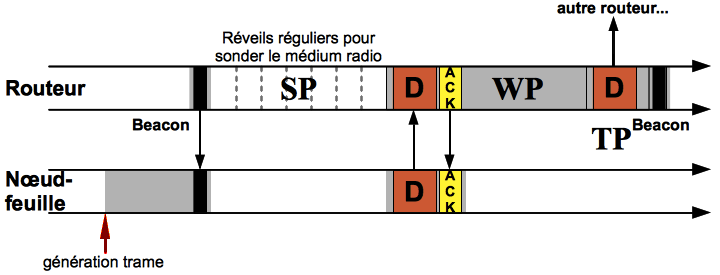 autre routeur...
Réveils réguliers pour
sonder le médium radio
Routeur
SP
D
ACK
WP
D
Beacon
TP
Beacon
Nœud-
feuille
D
ACK
génération trame